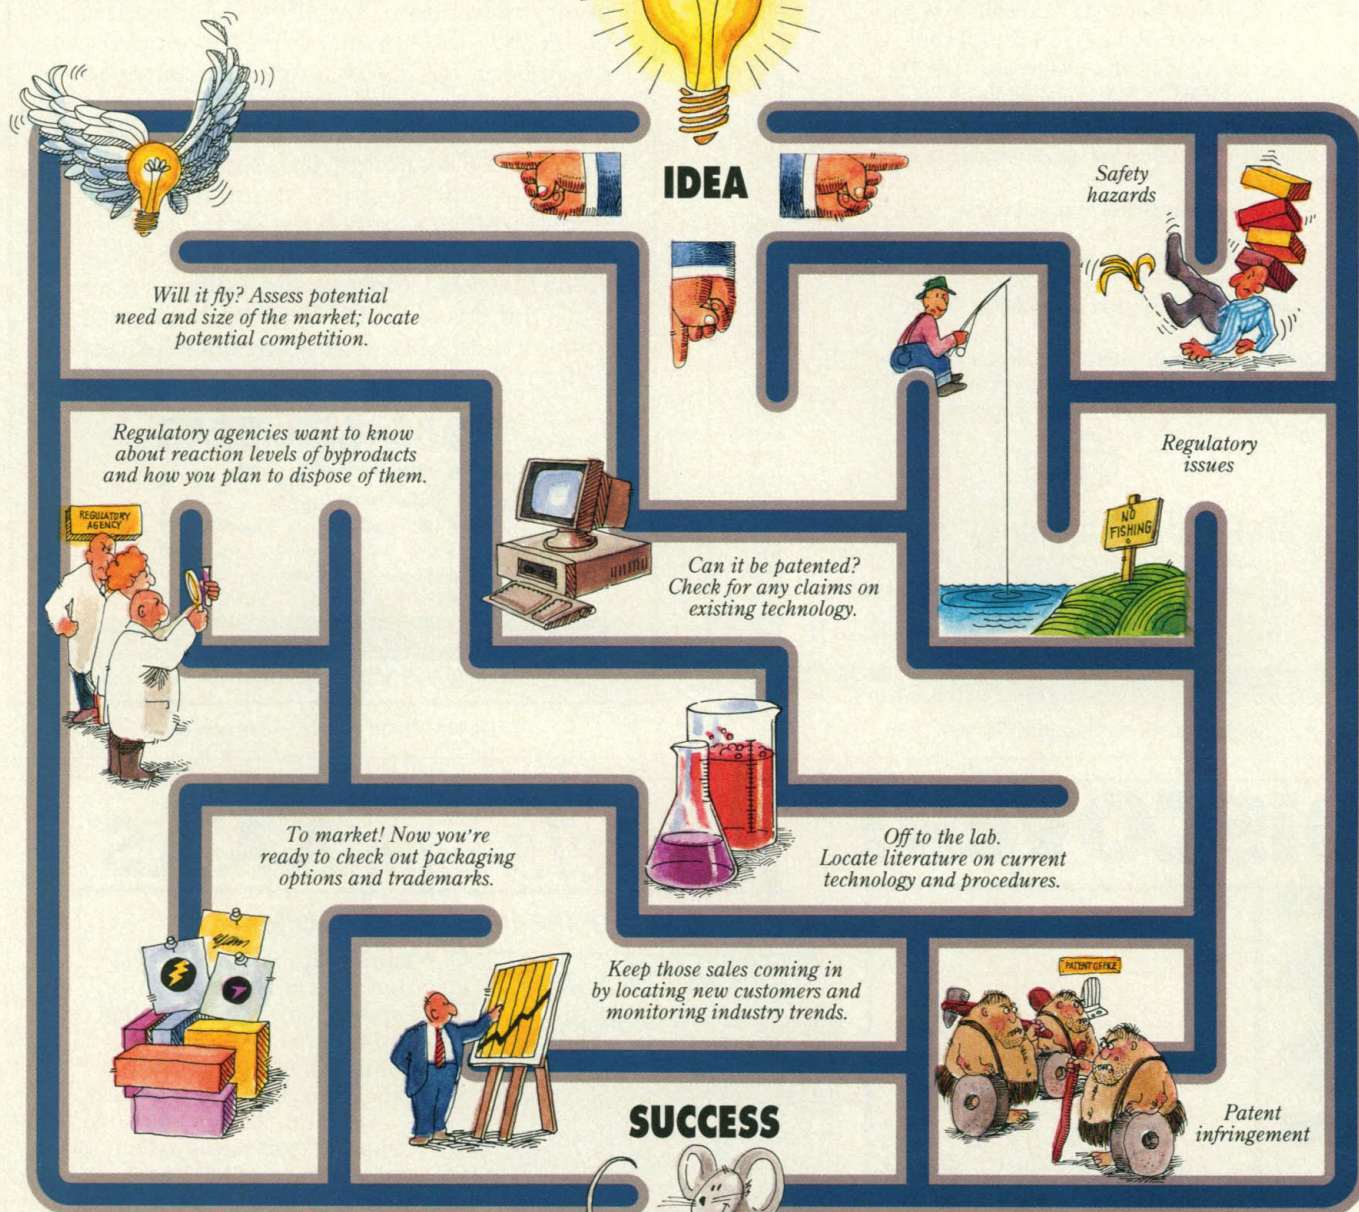 IDEA
Safety
hazards
Will it fly? Assess potential
need and size of the market; locate
potential competition.
Regulatory agencies want to know
about reaction levels of byproducts
and how you plan to dispose of them.
Regulatory
issues
REGULATORY
AGENCY
NO
FISHING
Can it be patented?
Check for any claims on
existing technology.
To market! Now you're
ready to check out packaging
options and trademarks.
Off to the lab.
Locate literature on current
technology and procedures.
Keep those sales coming in
by locating new customers and
monitoring industry trends.
PATENT OFFICE
SUCCESS
Patent
infringement